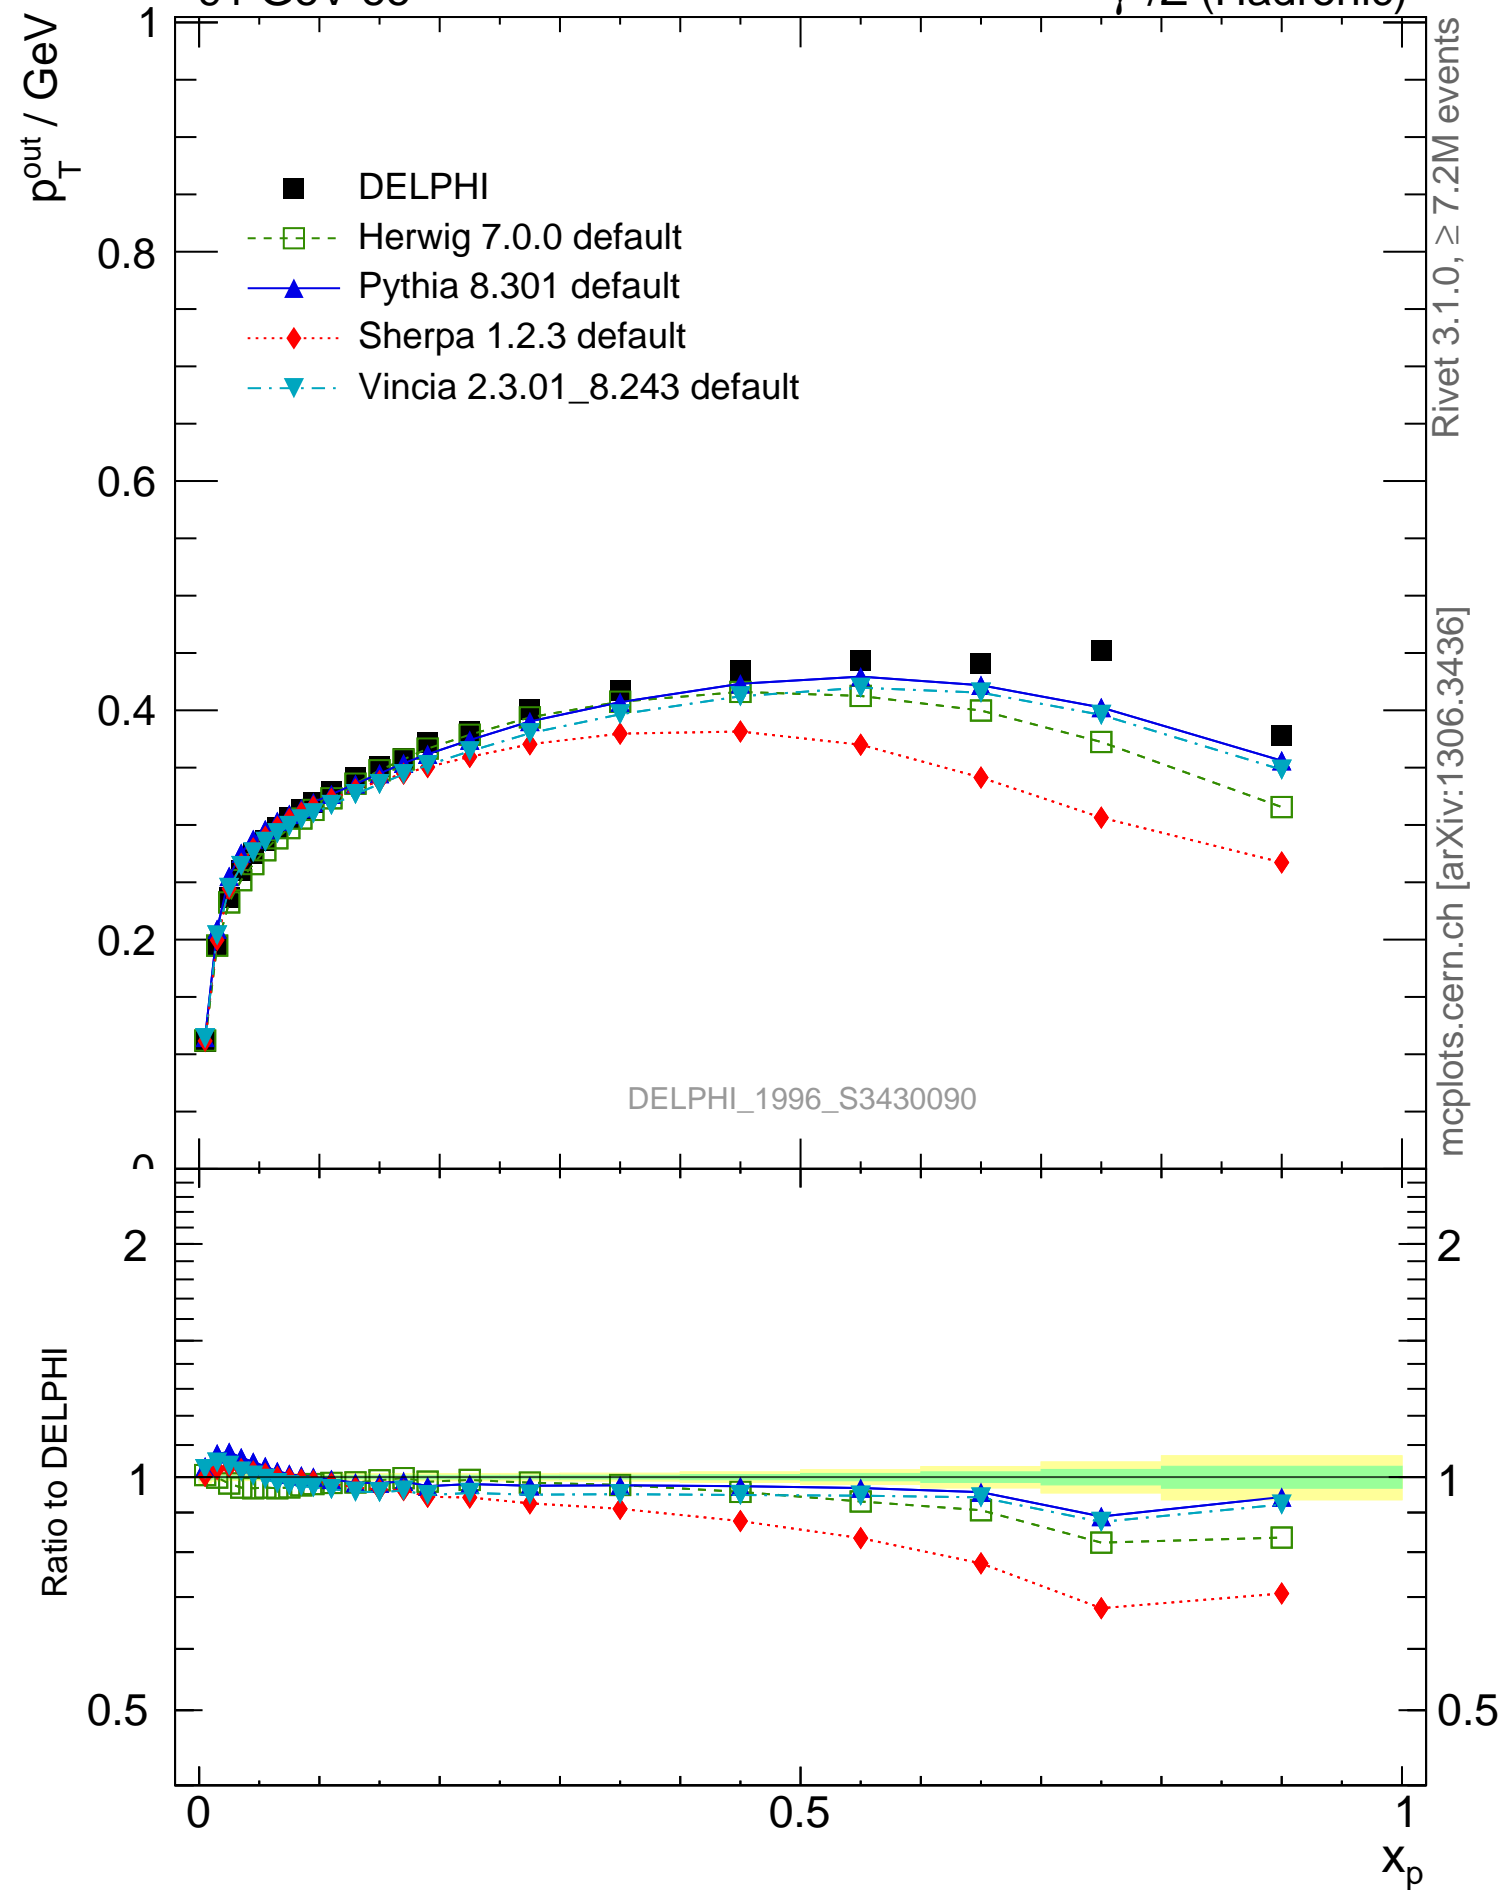 1
p_T^out / GeV
Rivet 3.1.0, ≥ 7.2M events
DELPHI
Herwig 7.0.0 default
Pythia 8.301 default
Sherpa 1.2.3 default
Vincia 2.3.01_8.243 default
0.8
0.6
0.4
0.2
mcplots.cern.ch [arXiv:1306.3436]
DELPHI_1996_S3430090
0
2
2
Ratio to DELPHI
1
1
0.5
0.5
0
0.5
1
x_p